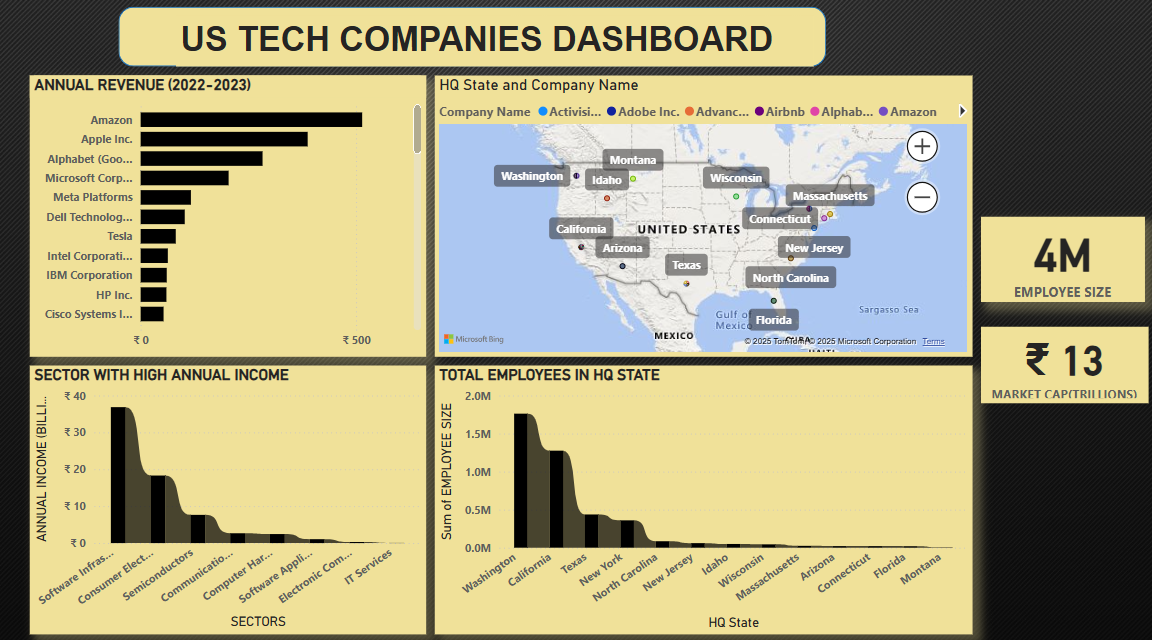 US TECH COMPANIES DASHBOARD
ANNUAL REVENUE (2022-2023)
Amazon
Apple Inc.
Alphabet (Goo...
Microsoft Corp...
Meta Platforms
Dell Technolog...
Tesla
Intel Corporati...
IBM Corporation
HP Inc.
Cisco Systems I...
₹ 0
₹ 500
HQ State and Company Name
Company Name Activisi... Adobe Inc. Advanc... Airbnb Alphab... Amazon
Montana
Washington
Idaho
Wisconsin
Massachusetts
Connecticut
California
UNITED STATES
Arizona
New Jersey
Texas
North Carolina
Gulf of
Mexico
Florida
Sargasso Sea
MEXICO
CUBA
HAITI
Microsoft Bing
© 2025 TomTom, © 2025 Microsoft Corporation Terms
4M
EMPLOYEE SIZE
₹ 13
MARKET CAP(TRILLIONS)
SECTOR WITH HIGH ANNUAL INCOME
ANNUAL INCOME (BILLI...
₹ 40
₹ 30
₹ 20
₹ 10
₹ 0
Software Infras...
Consumer Elect...
Semiconductors
Communicatio...
Computer Har...
Software Appli...
Electronic Com...
IT Services
SECTORS
TOTAL EMPLOYEES IN HQ STATE
Sum of EMPLOYEE SIZE
2.0M
1.5M
1.0M
0.5M
0.0M
Washington
California
Texas
New York
North Carolina
New Jersey
Idaho
Wisconsin
Massachusetts
Arizona
Connecticut
Florida
Montana
HQ State